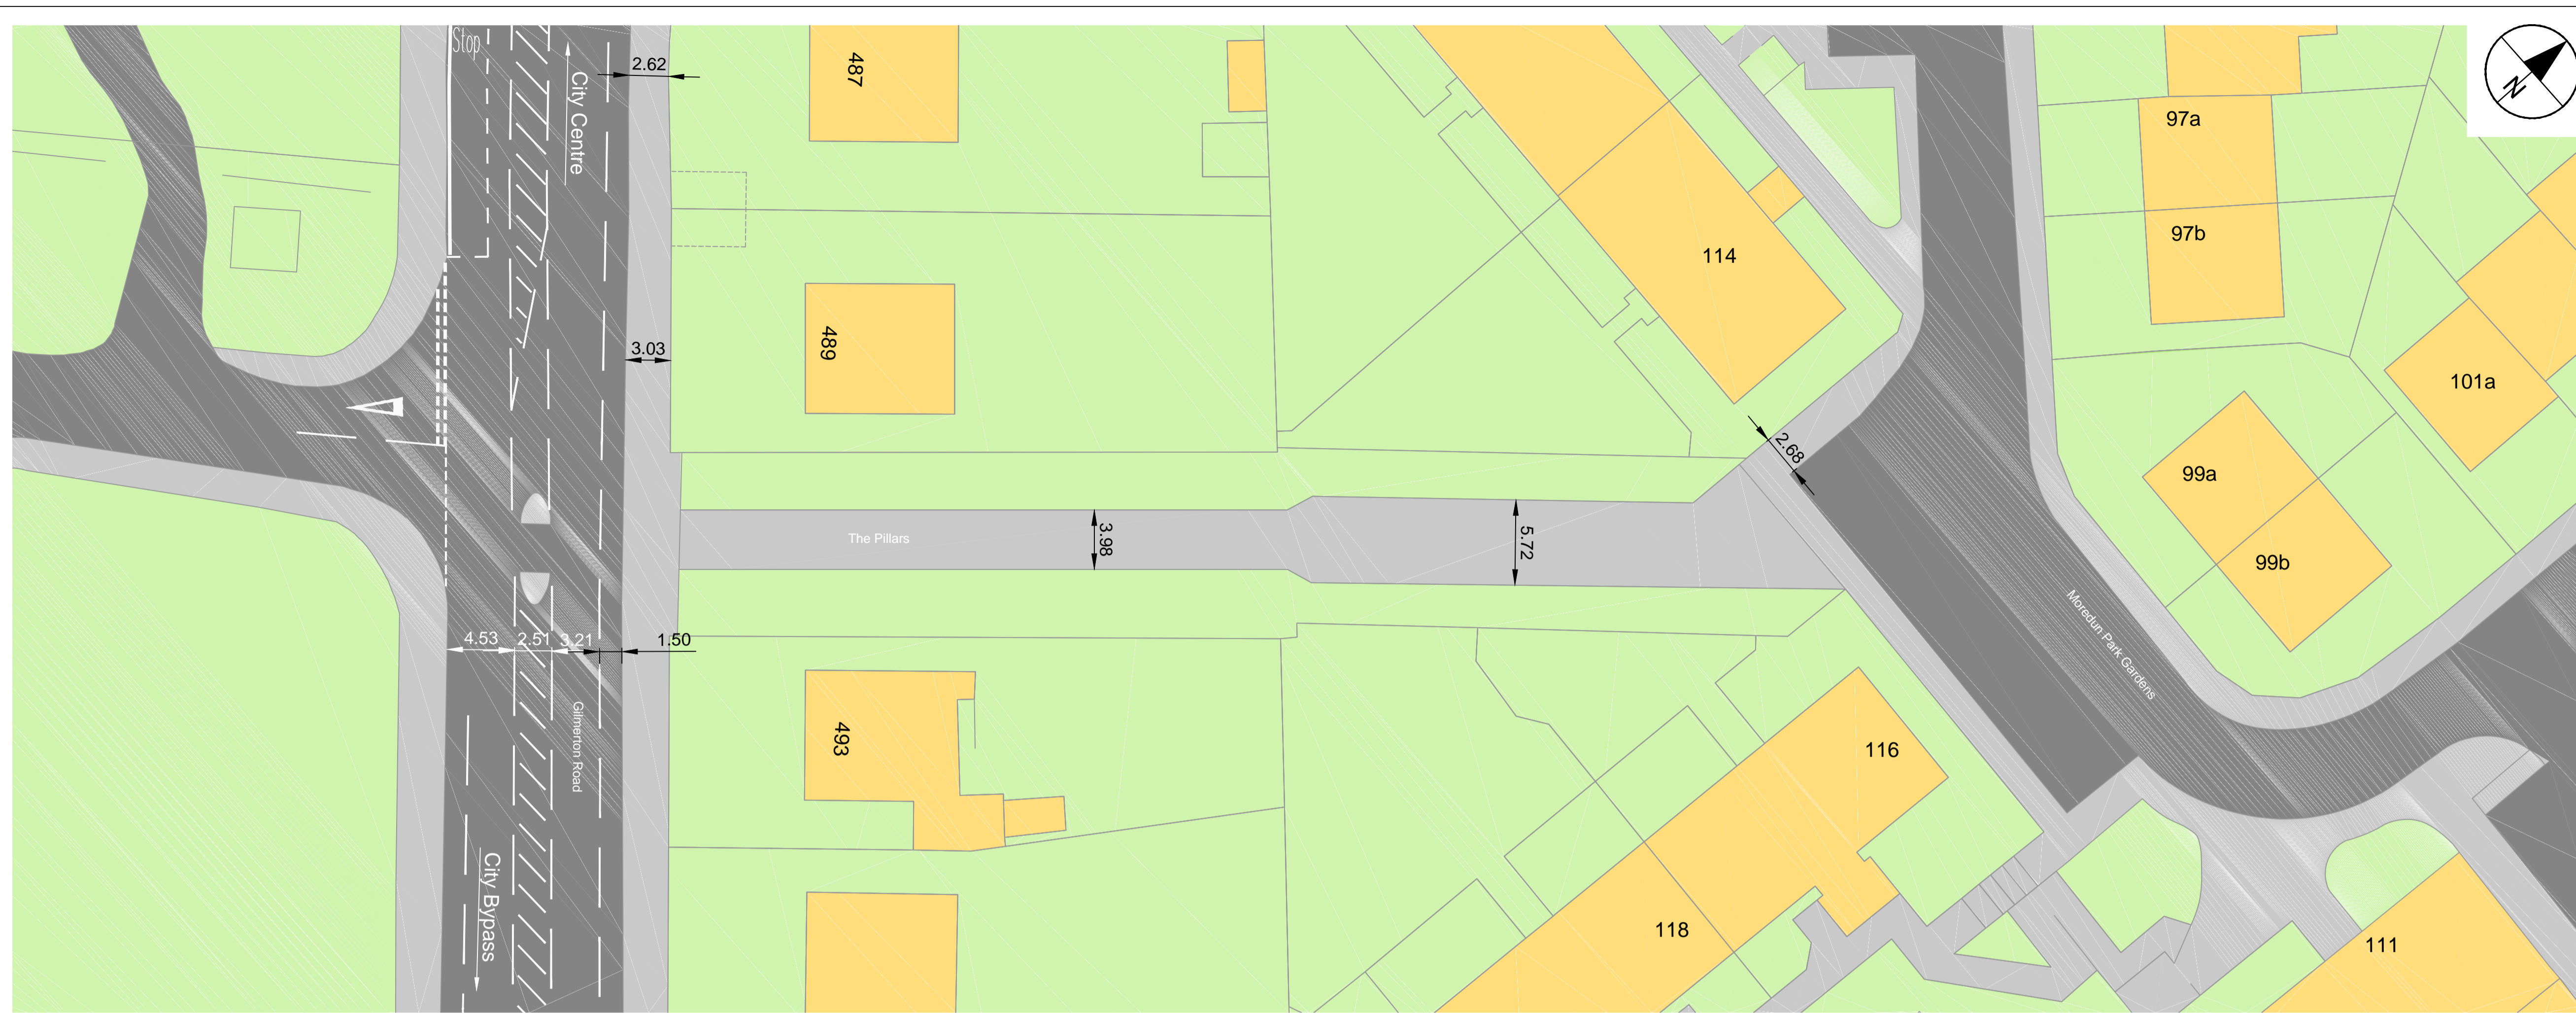 Stop
City Centre
2.62
487
N
97a
97b
114
489
3.03
101a
2.68
99a
99b
The Pillars
3.98
5.72
Moredun Park Gardens
4.53
2.51
3.21
1.50
Gilmerton Road
493
116
City Bypass
118
111